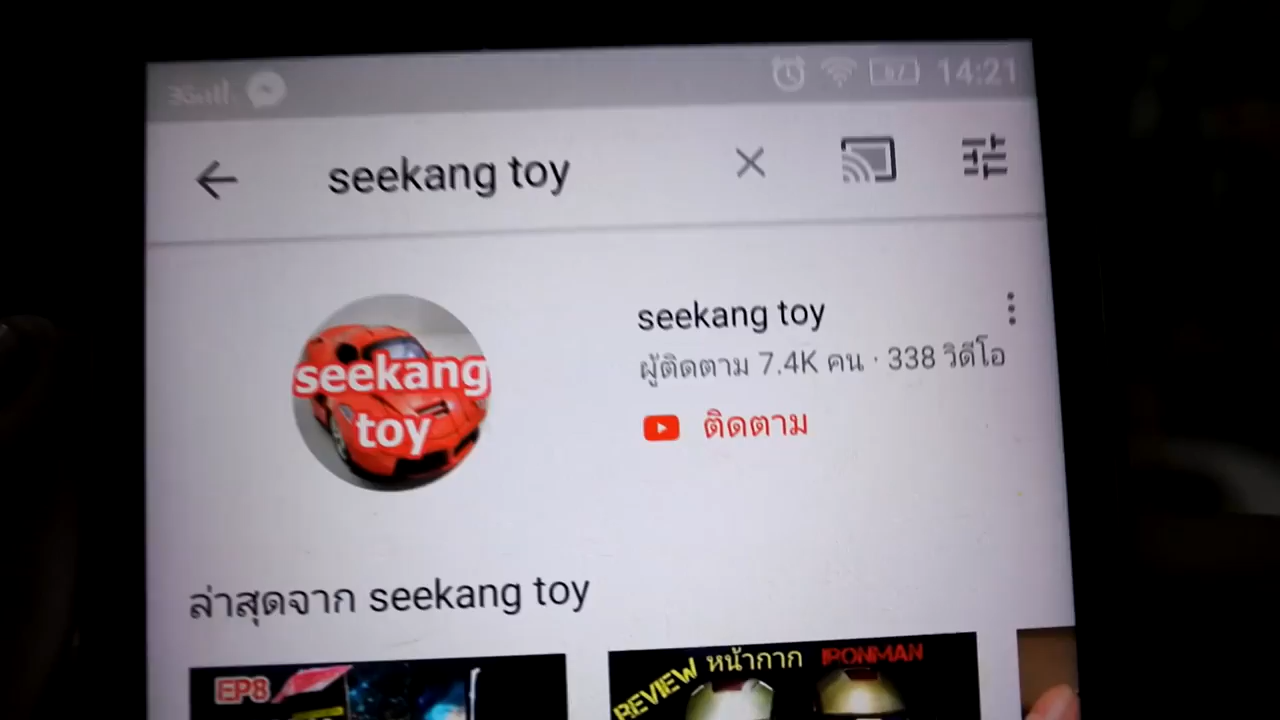 3G
67
14:21
seekang toy
seekang
toy
seekang toy
ผู้ติดตาม 7.4K คน · 338 วิดีโอ
ติดตาม
ล่าสุดจาก seekang toy
EP8
REVIEW หน้ากาก IRONMAN